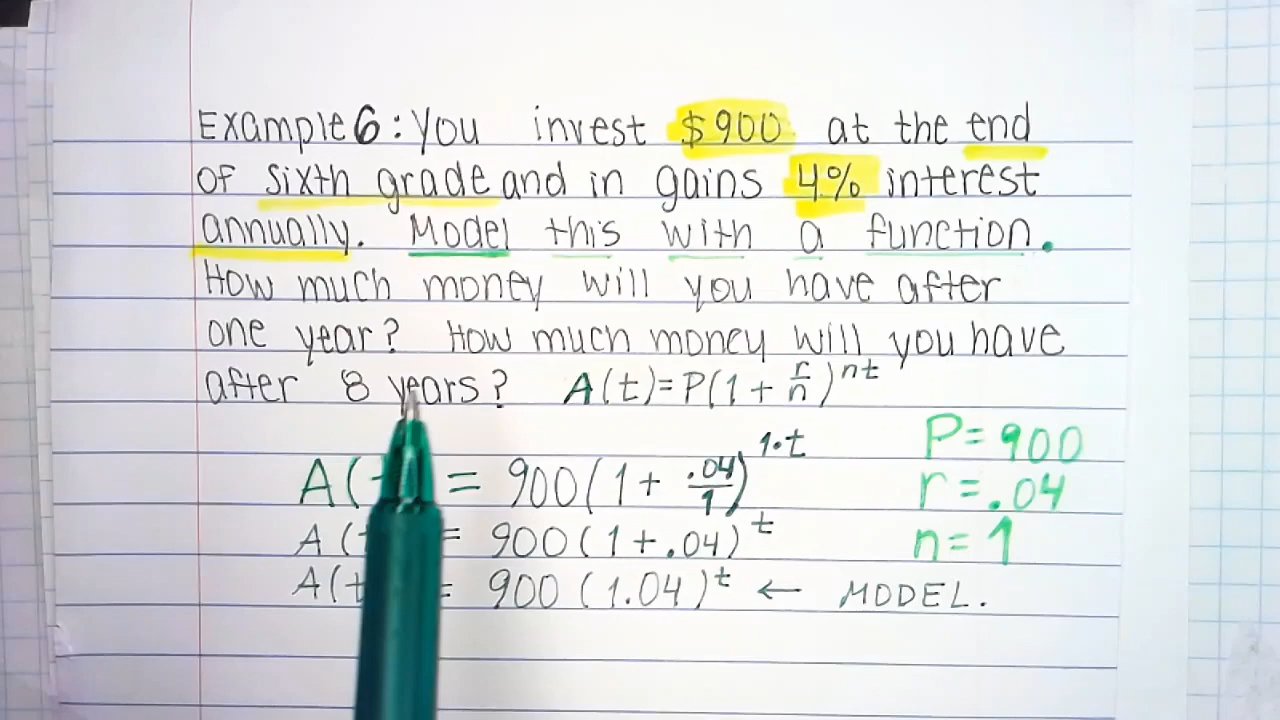 Example 6: You invest $900 at the end
of sixth grade and in gains 4% interest
annually. Model this with a function.
How much money will you have after
one year? How much money will you have
after 8 years? A(t)=P(1+r/n)^nt
P=900
A( = 900(1+ .04/1)^1·t
r=.04
A( = 900(1+.04)^t
n=1
A( = 900(1.04)^t ← MODEL.